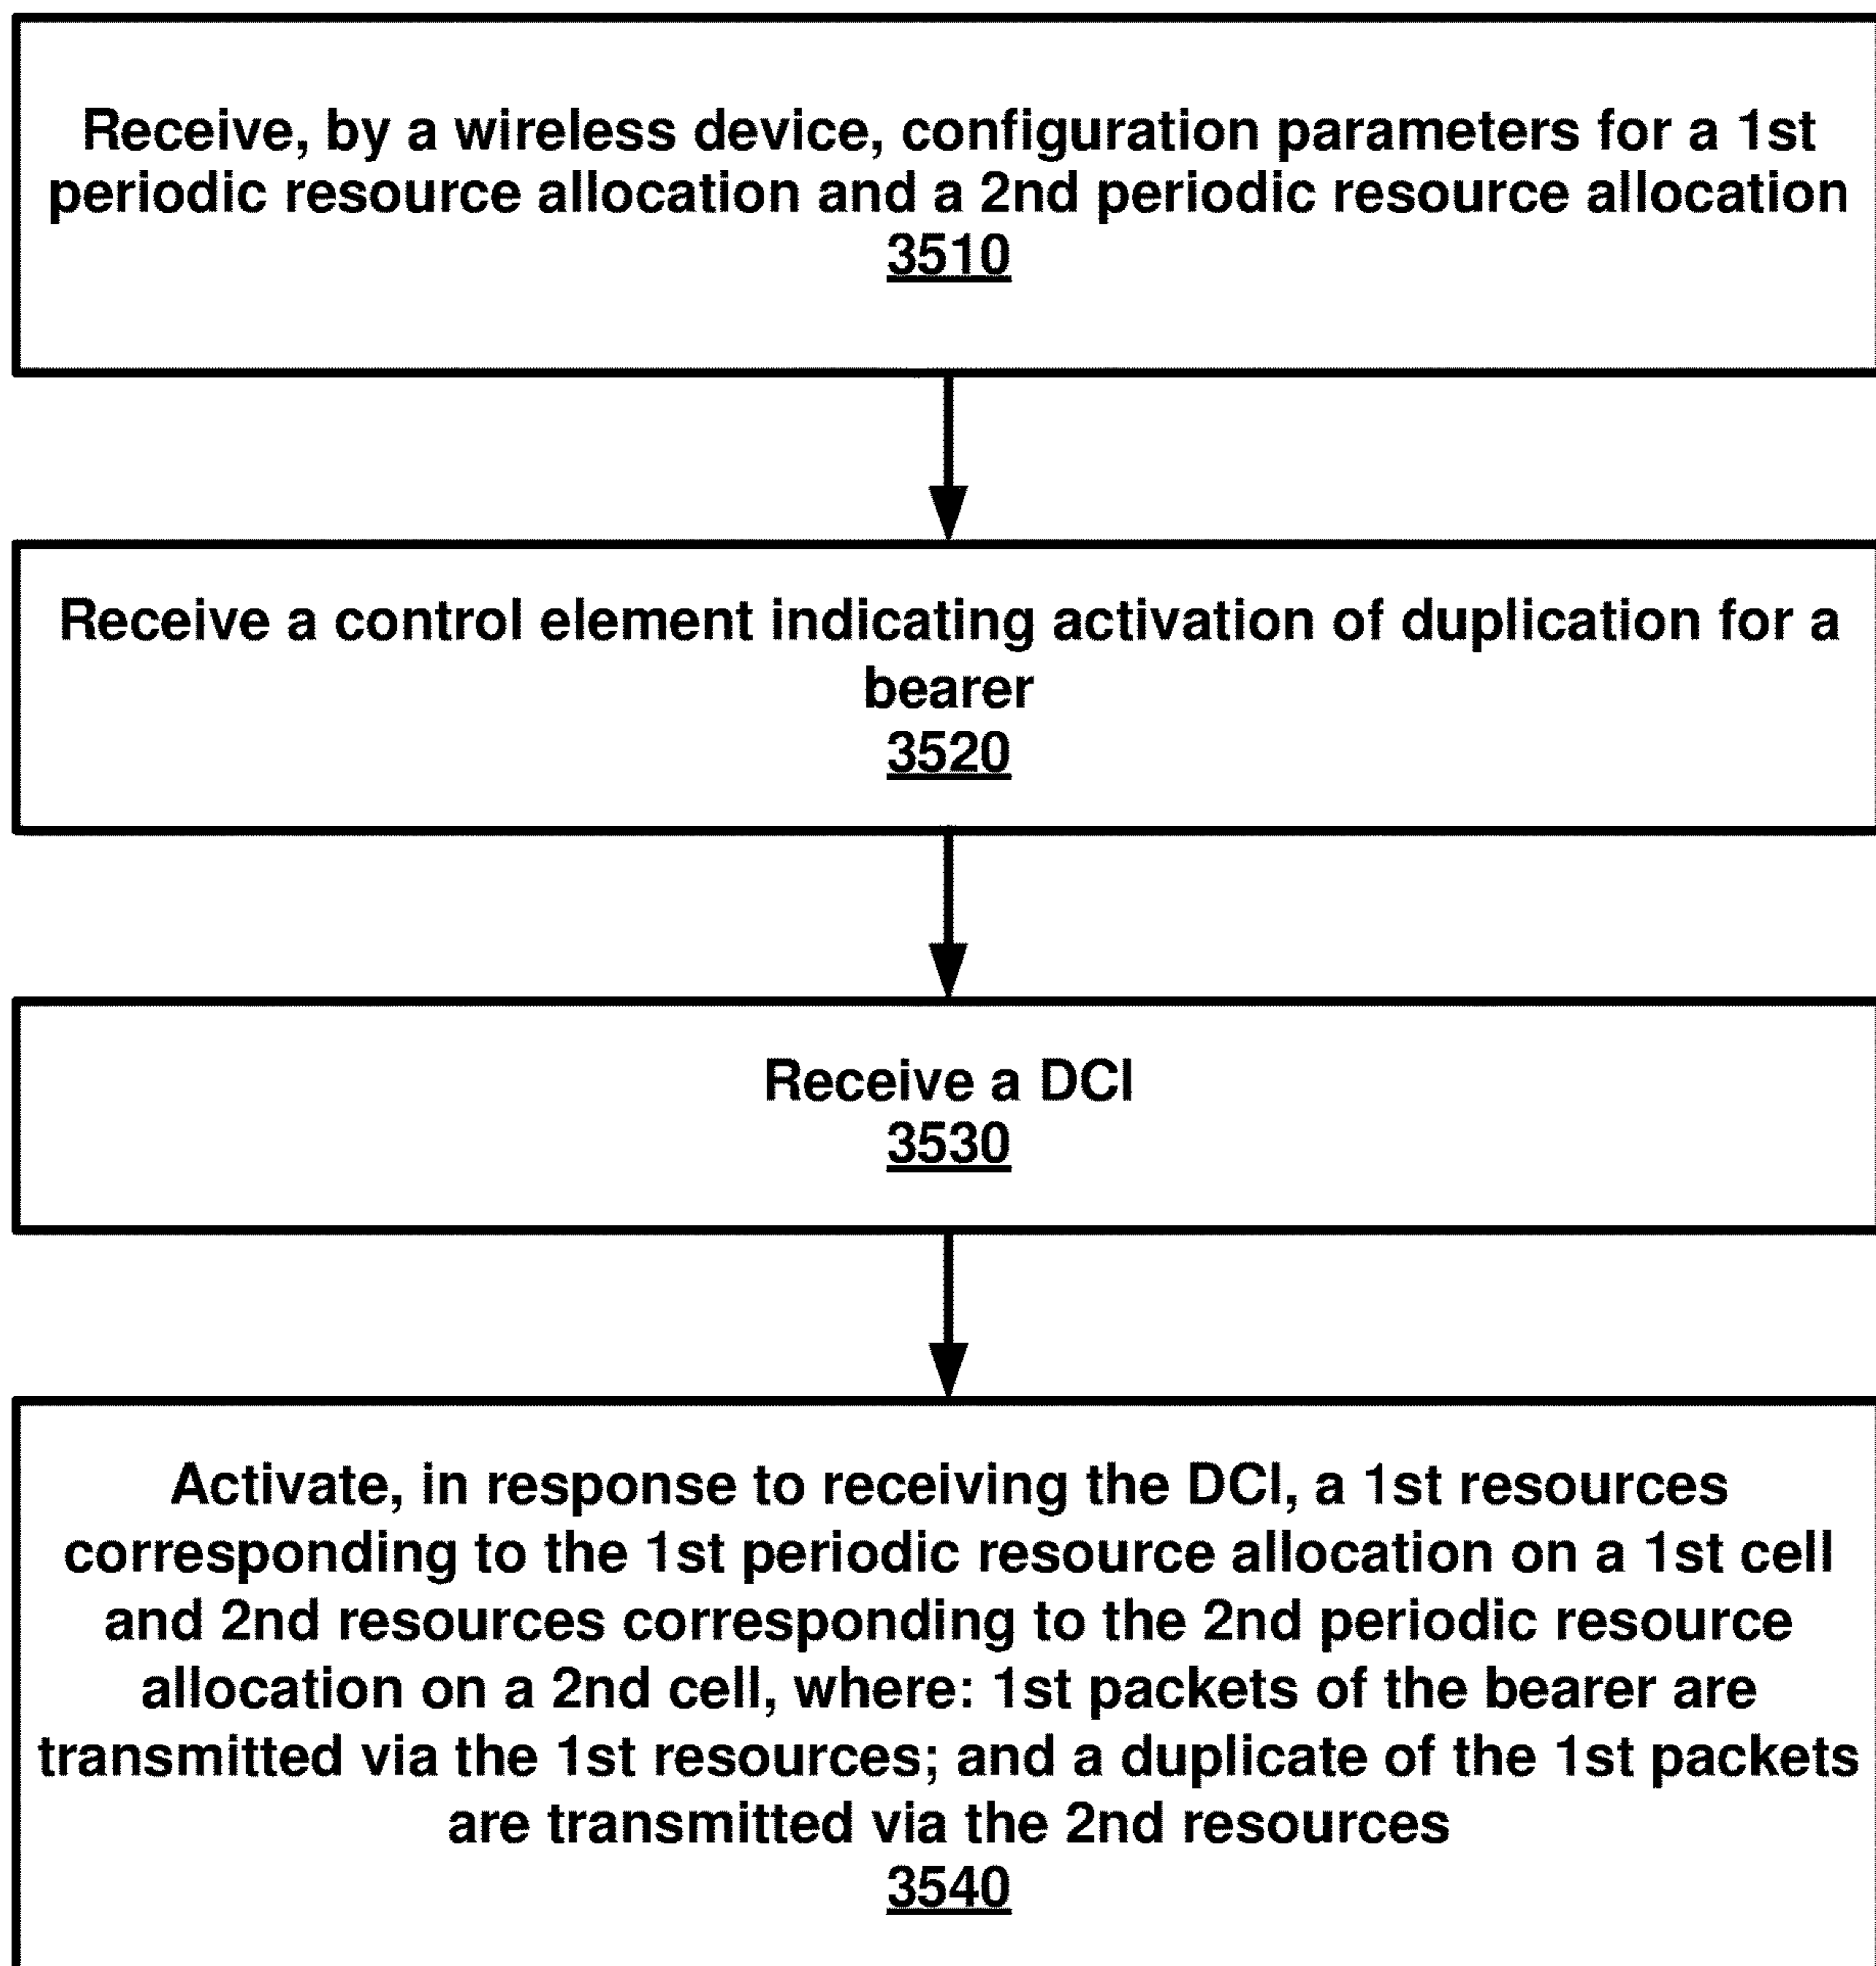 Receive, by a wireless device, configuration parameters for a 1st
periodic resource allocation and a 2nd periodic resource allocation
3510
Receive a control element indicating activation of duplication for a
bearer
3520
Receive a DCI
3530
Activate, in response to receiving the DCI, a 1st resources
corresponding to the 1st periodic resource allocation on a 1st cell
and 2nd resources corresponding to the 2nd periodic resource
allocation on a 2nd cell, where: 1st packets of the bearer are
transmitted via the 1st resources; and a duplicate of the 1st packets
are transmitted via the 2nd resources
3540